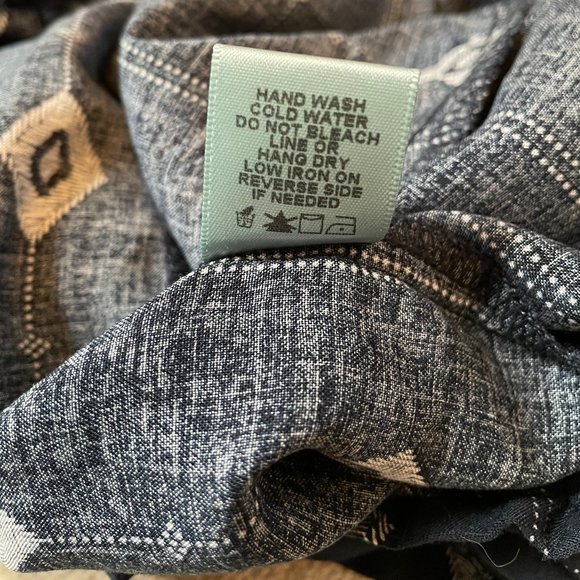 HAND WASH
COLD WATER
DO NOT BLEACH
LINE OR
HANG DRY
LOW IRON ON
REVERSE SIDE
IF NEEDED